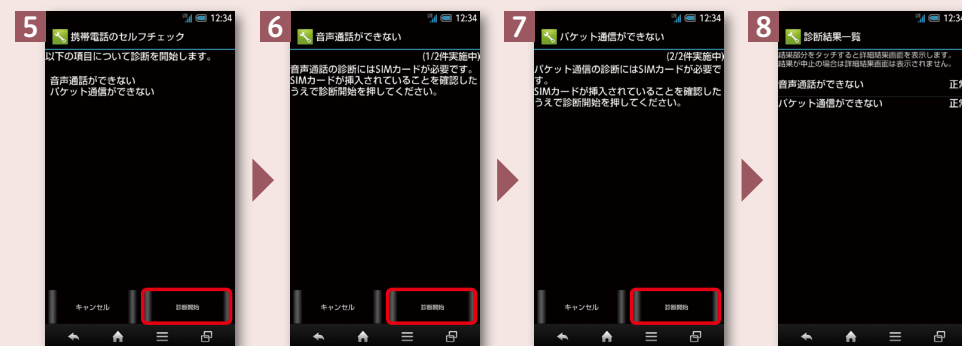 5
12:34
携帯電話のセルフチェック
以下の項目について診断を開始します。
音声通話ができない
パケット通信ができない
キャンセル
診断開始
6
12:34
音声通話ができない
(1/2件実施中)
音声通話の診断にはSIMカードが必要です。
SIMカードが挿入されていることを確認した
うえで診断開始を押してください。
キャンセル
診断開始
7
12:34
パケット通信ができない
(2/2件実施中)
パケット通信の診断にはSIMカードが必要で
す。
SIMカードが挿入されていることを確認した
うえで診断開始を押してください。
キャンセル
診断開始
8
12:34
診断結果一覧
結果部分をタッチすると詳細結果画面を表示します。
結果が中止の場合は詳細結果画面は表示されません。
音声通話ができない 正常
パケット通信ができない 正常